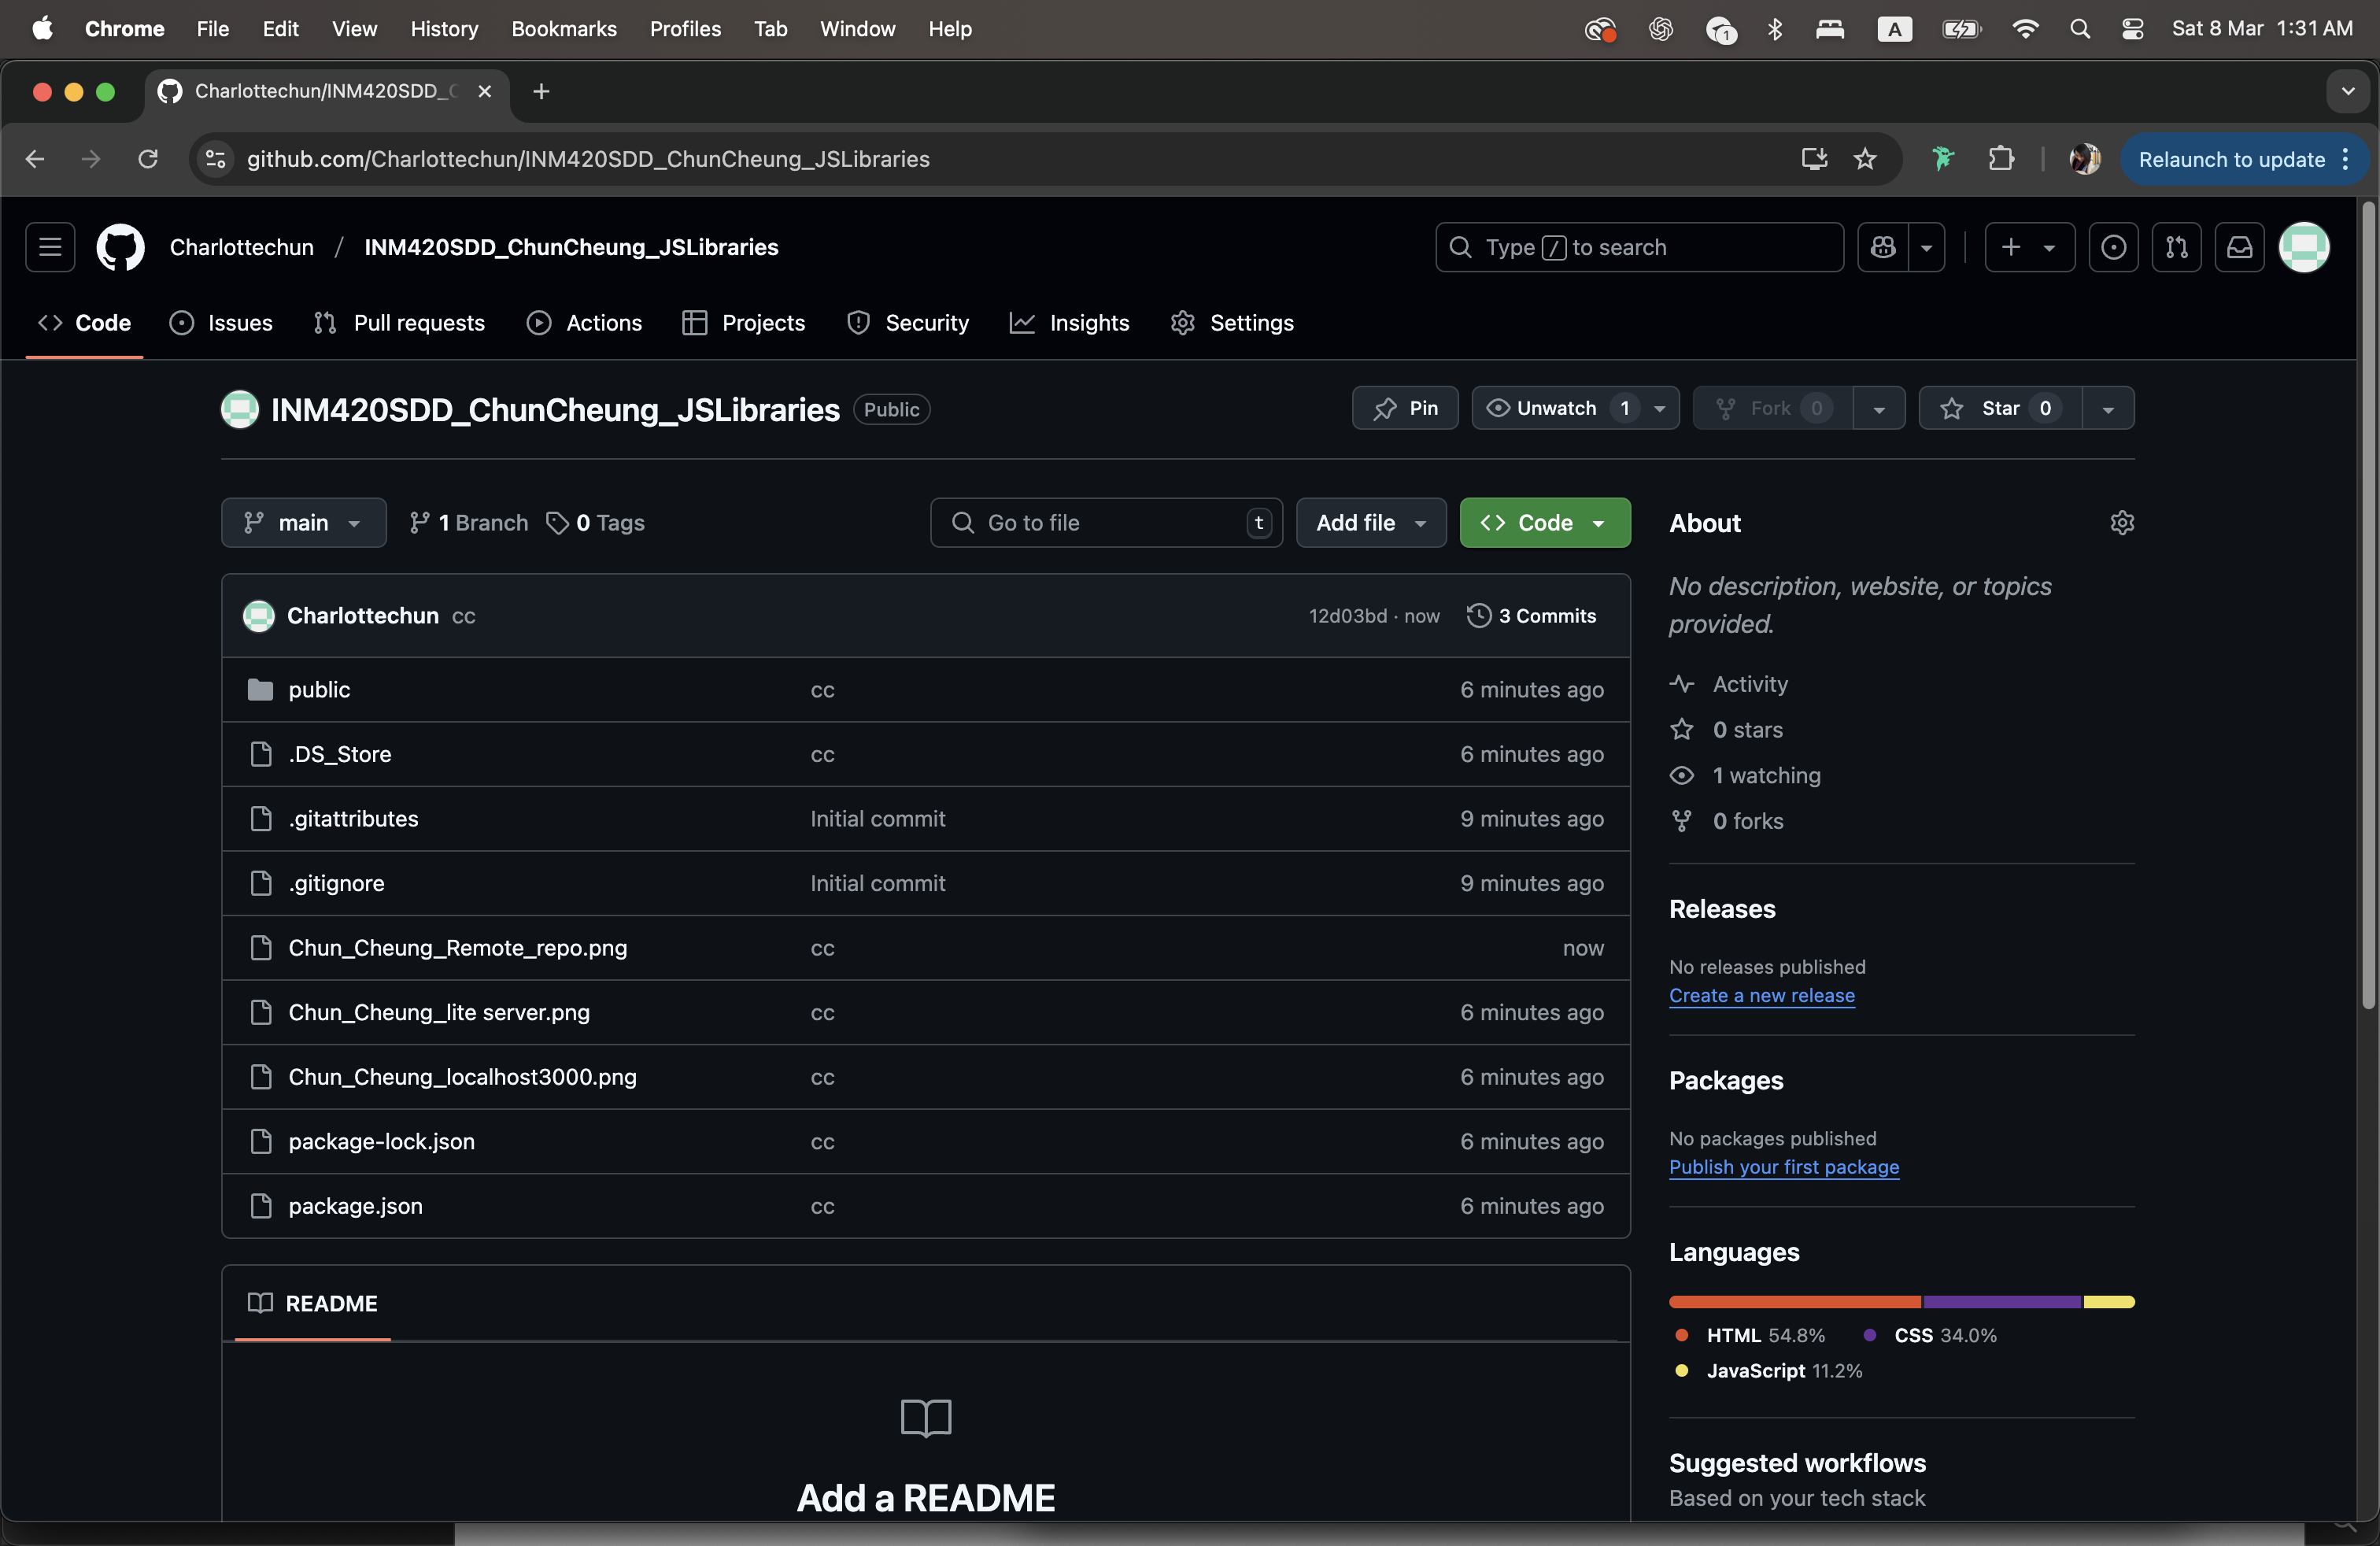 Chrome File Edit View History Bookmarks Profiles Tab Window Help 1 A Sat 8 Mar 1:31 AM
Charlottechun/INM420SDD_
github.com/Charlottechun/INM420SDD_ChunCheung_JSLibraries Relaunch to update
Charlottechun / INM420SDD_ChunCheung_JSLibraries Type / to search
Code Issues Pull requests Actions Projects Security Insights Settings
INM420SDD_ChunCheung_JSLibraries Public Pin Unwatch 1 Fork 0 Star 0
main 1 Branch 0 Tags Go to file t Add file Code
Charlottechun cc 12d03bd · now 3 Commits
public cc 6 minutes ago
.DS_Store cc 6 minutes ago
.gitattributes Initial commit 9 minutes ago
.gitignore Initial commit 9 minutes ago
Chun_Cheung_Remote_repo.png cc now
Chun_Cheung_lite server.png cc 6 minutes ago
Chun_Cheung_localhost3000.png cc 6 minutes ago
package-lock.json cc 6 minutes ago
package.json cc 6 minutes ago
README
Add a README
About
No description, website, or topics
provided.
Activity
0 stars
1 watching
0 forks
Releases
No releases published
Create a new release
Packages
No packages published
Publish your first package
Languages
HTML 54.8% CSS 34.0%
JavaScript 11.2%
Suggested workflows
Based on your tech stack